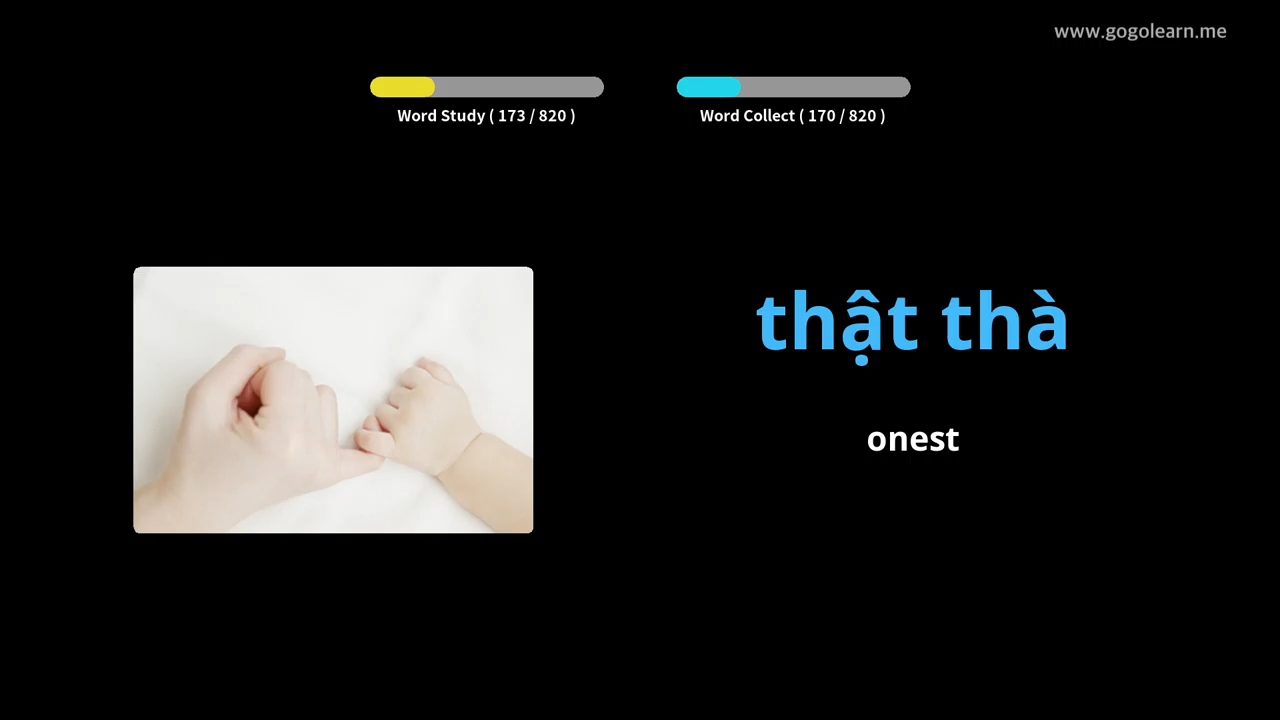 www.gogolearn.me
Word Study ( 173 / 820 )
Word Collect ( 170 / 820 )
thật thà
onest